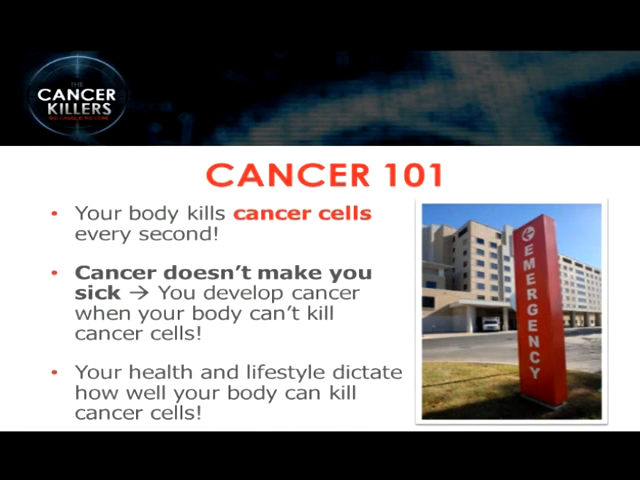 THE
CANCER
KILLERS
CANCER 101
• Your body kills cancer cells
every second!
• Cancer doesn’t make you
sick → You develop cancer
when your body can’t kill
cancer cells!
• Your health and lifestyle dictate
how well your body can kill
cancer cells!
EMERGENCY